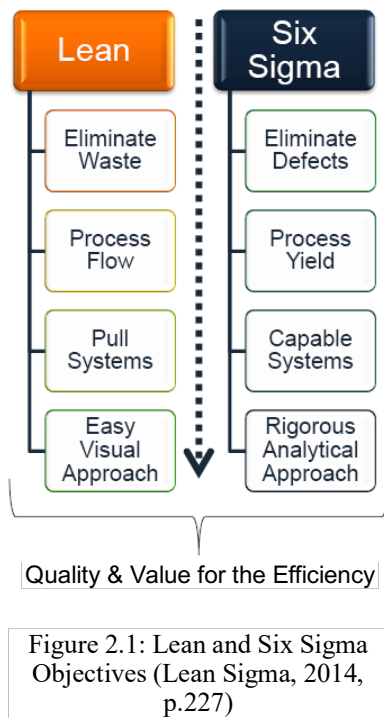 Lean
Eliminate
Waste
Process
Flow
Pull
Systems
Easy
Visual
Approach
Six
Sigma
Eliminate
Defects
Process
Yield
Capable
Systems
Rigorous
Analytical
Approach
Quality & Value for the Efficiency
Figure 2.1: Lean and Six Sigma
Objectives (Lean Sigma, 2014,
p.227)